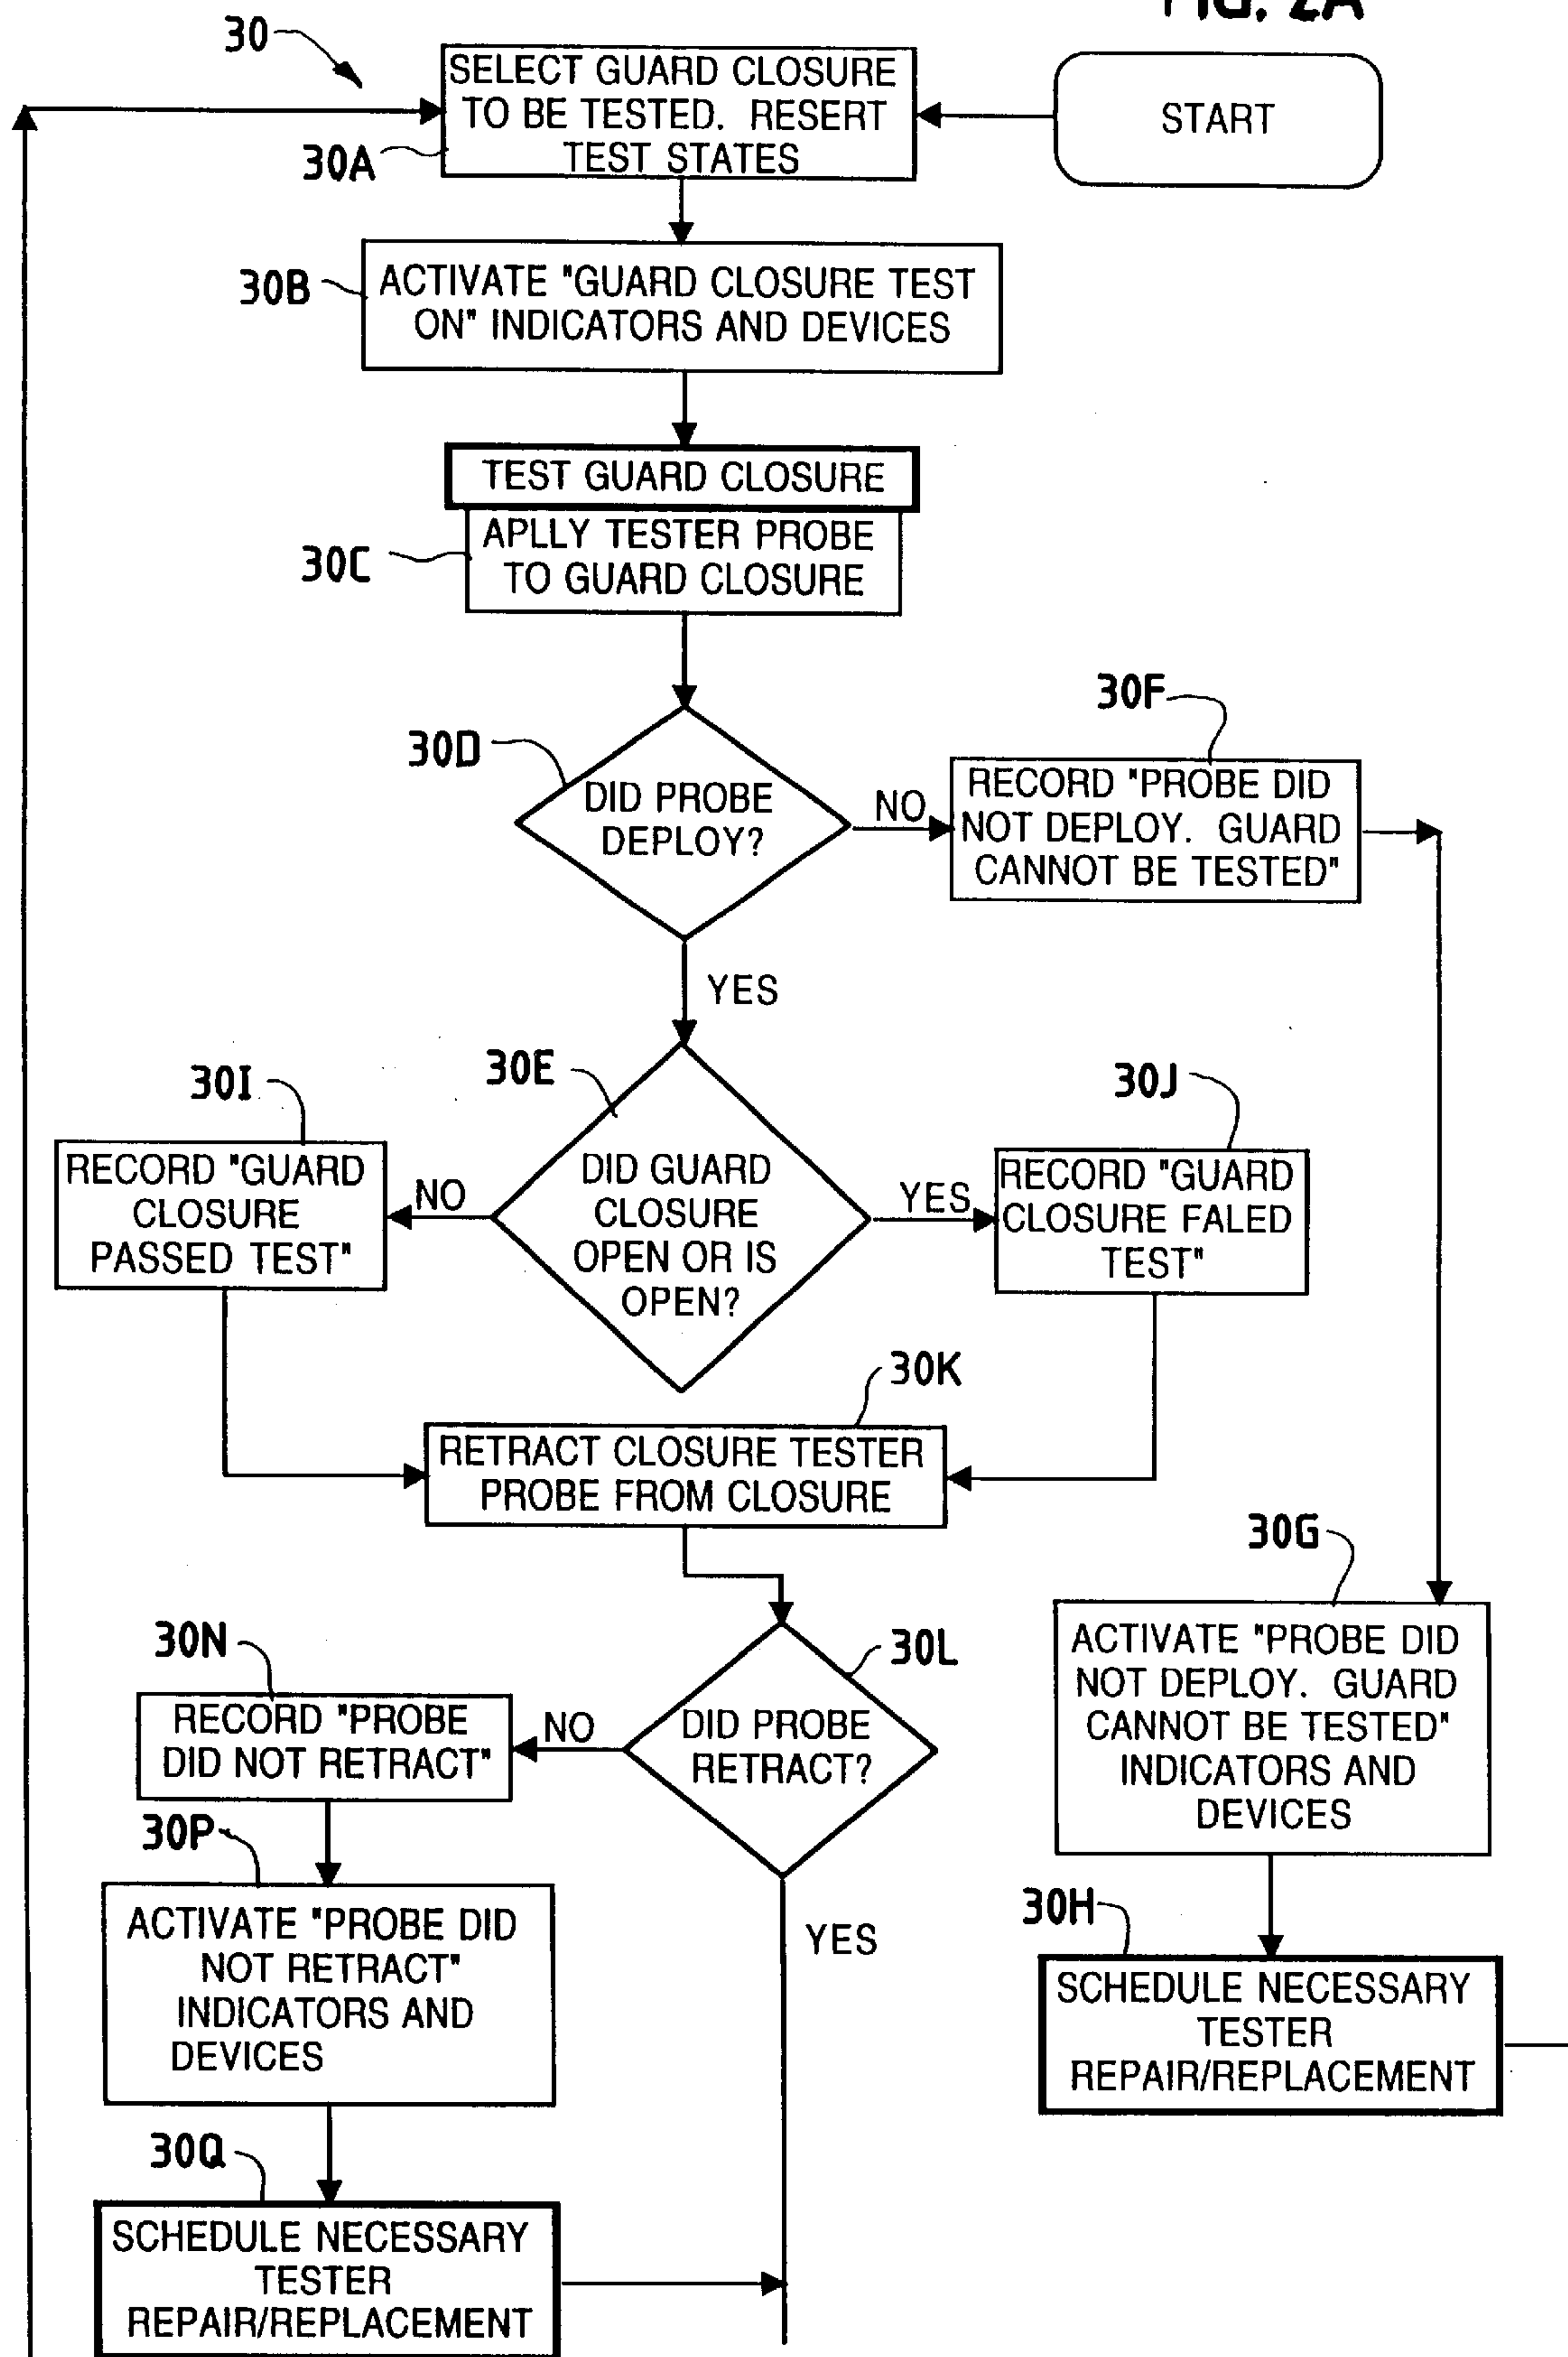 FIG. 2A
30
SELECT GUARD CLOSURE
TO BE TESTED. RESERT
TEST STATES
START
30A
30B
ACTIVATE "GUARD CLOSURE TEST
ON" INDICATORS AND DEVICES
TEST GUARD CLOSURE
30C
APLLY TESTER PROBE
TO GUARD CLOSURE
30D
DID PROBE
DEPLOY?
NO
30F
RECORD "PROBE DID
NOT DEPLOY. GUARD
CANNOT BE TESTED"
YES
30E
30I
30J
RECORD "GUARD
CLOSURE
PASSED TEST"
NO
DID GUARD
CLOSURE
OPEN OR IS
OPEN?
YES
RECORD "GUARD
CLOSURE FALED
TEST"
30K
RETRACT CLOSURE TESTER
PROBE FROM CLOSURE
30G
ACTIVATE "PROBE DID
NOT DEPLOY. GUARD
CANNOT BE TESTED"
INDICATORS AND
DEVICES
30N
30L
RECORD "PROBE
DID NOT RETRACT"
NO
DID PROBE
RETRACT?
30P
ACTIVATE "PROBE DID
NOT RETRACT"
INDICATORS AND
DEVICES
YES
30H
SCHEDULE NECESSARY
TESTER
REPAIR/REPLACEMENT
30Q
SCHEDULE NECESSARY
TESTER
REPAIR/REPLACEMENT